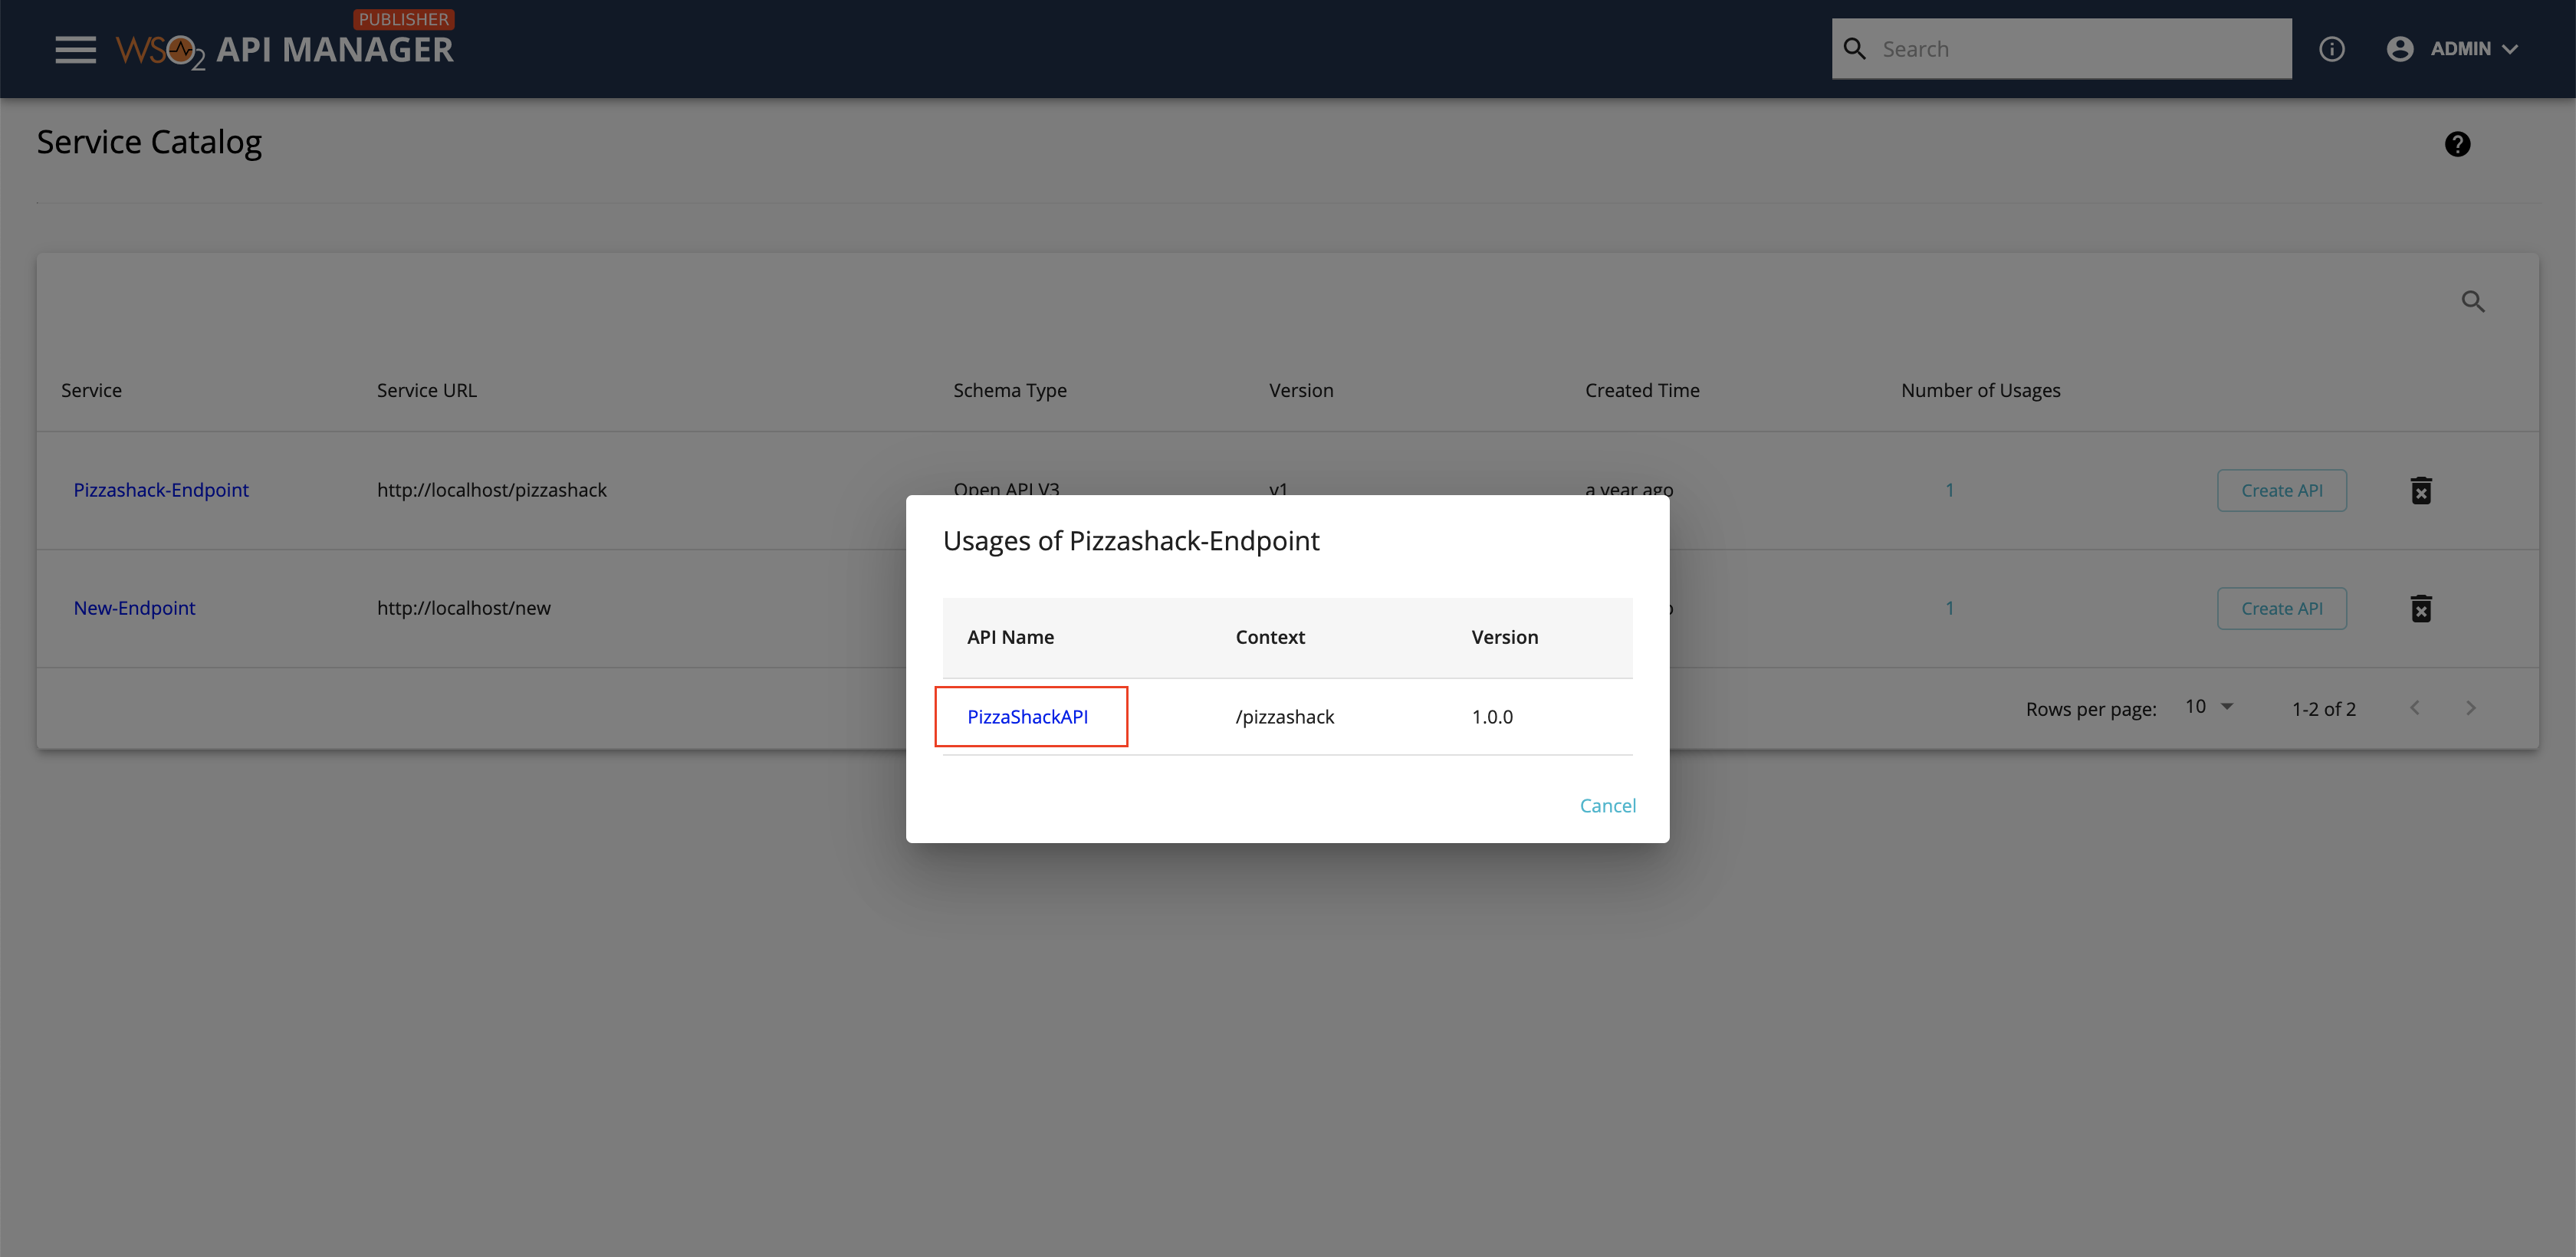 PUBLISHER
WSO2 API MANAGER
Search
ADMIN
Service Catalog
Service Service URL Schema Type Version Created Time Number of Usages
Pizzashack-Endpoint http://localhost/pizzashack Open API V3 v1 a year ago 1 Create API
Usages of Pizzashack-Endpoint
New-Endpoint http://localhost/new 1 Create API
API Name Context Version
PizzaShackAPI /pizzashack 1.0.0
Rows per page: 10 1-2 of 2
Cancel